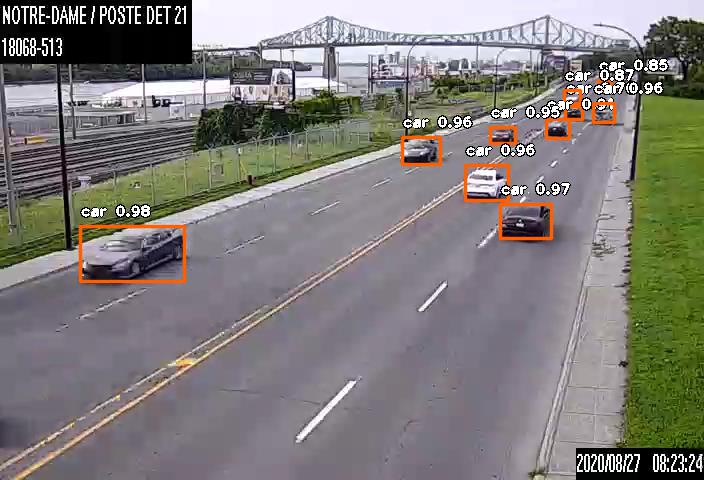 NOTRE-DAME / POSTE DET 21
18068-513
car 0.85
car 0.87
car 0.96
car 0.95
car 0.96
car 0.96
car 0.97
car 0.98
2020/08/27 08:23:24